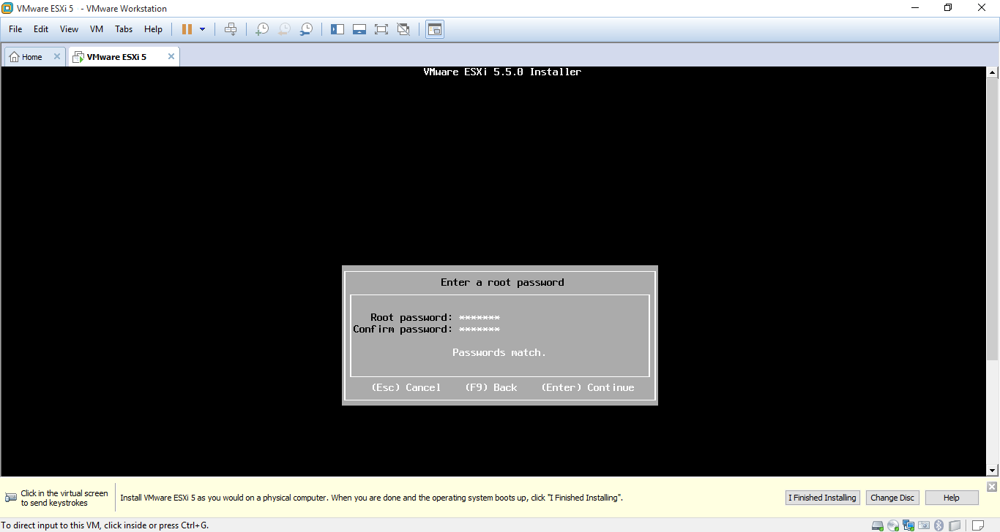 VMware ESXi 5 - VMware Workstation
File Edit View VM Tabs Help
Home VMware ESXi 5
VMware ESXi 5.5.0 Installer
Enter a root password
Root password: *******
Confirm password: *******
Passwords match.
(Esc) Cancel (F9) Back (Enter) Continue
Click in the virtual screen
to send keystrokes
Install VMware ESXi 5 as you would on a physical computer. When you are done and the operating system boots up, click "I Finished Installing".
I Finished Installing Change Disc Help
To direct input to this VM, click inside or press Ctrl+G.